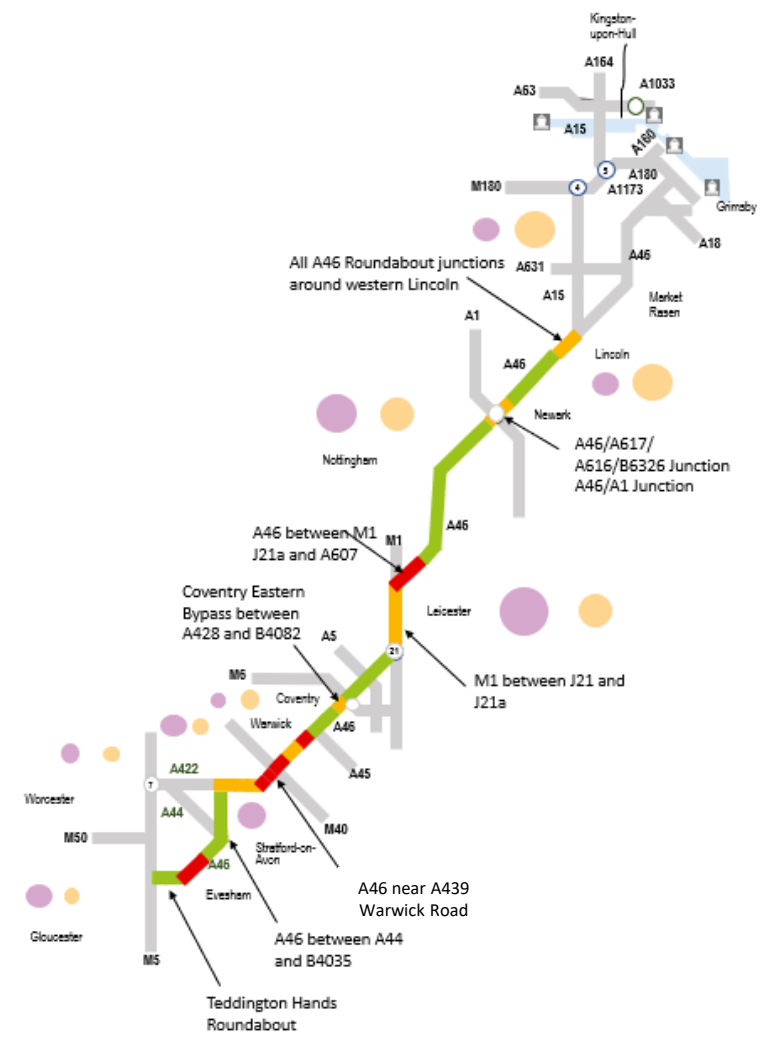 Kingston-
upon-Hull
A164
A63
A1033
A15
A160
5
A180
M180
4
A1173
Grimsby
A18
All A46 Roundabout junctions
around western Lincoln
A631
A46
A15
Market
Rasen
A1
Lincoln
A46
Newark
A46/A617/
A616/B6326 Junction
A46/A1 Junction
Nottingham
A46
A46 between M1
J21a and A607
M1
Coventry Eastern
Bypass between
A428 and B4082
Leicester
A5
21
M1 between J21 and
J21a
M6
Coventry
Warwick
A46
A45
A422
7
Worcester
A44
M40
M50
Stratford-on-
Avon
A46
A46 near A439
Warwick Road
Evesham
Gloucester
A46 between A44
and B4035
M5
Teddington Hands
Roundabout